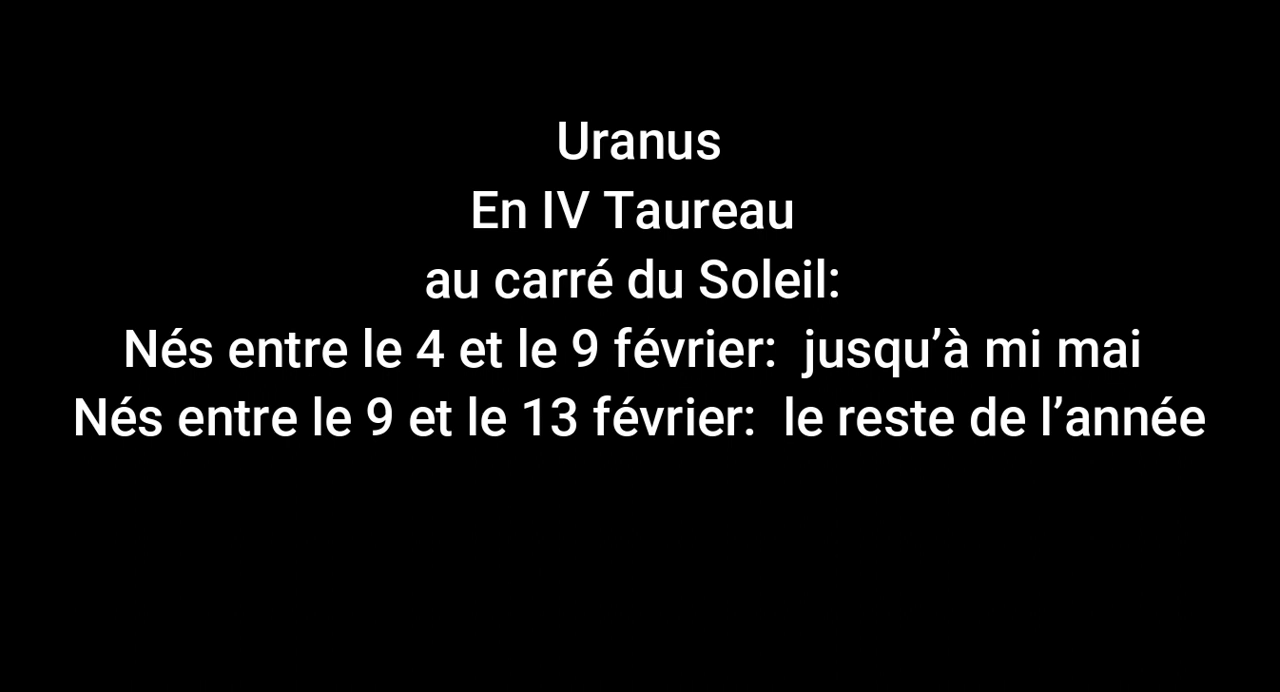 Uranus
En IV Taureau
au carré du Soleil:
Nés entre le 4 et le 9 février:  jusqu’à mi mai
Nés entre le 9 et le 13 février:  le reste de l’année